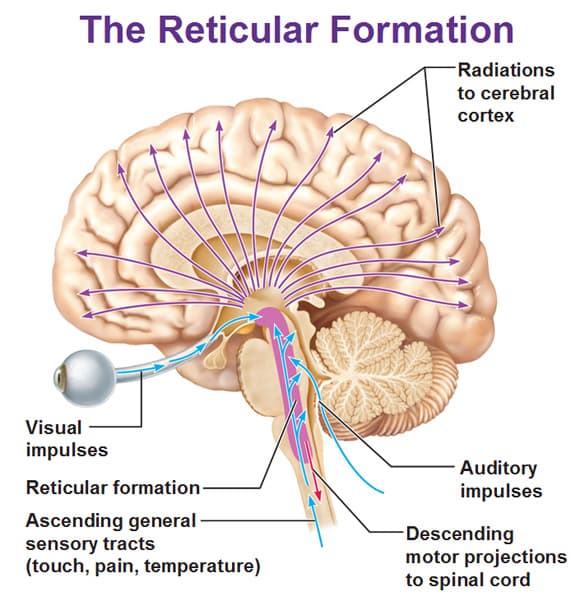 The Reticular Formation
Radiations
to cerebral
cortex
Visual
impulses
Reticular formation
Ascending general
sensory tracts
(touch, pain, temperature)
Auditory
impulses
Descending
motor projections
to spinal cord